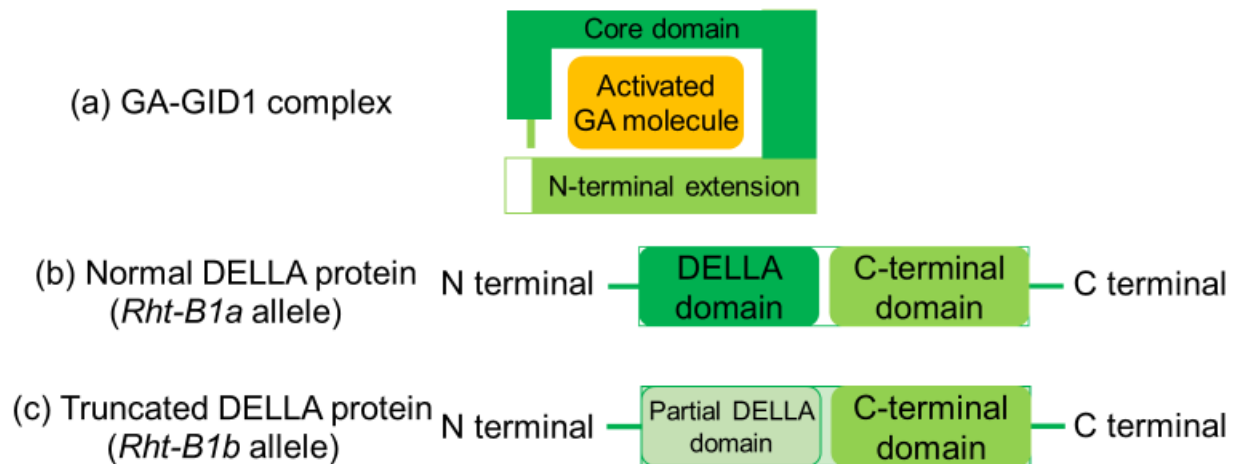 Core domain
(a) GA-GID1 complex
Activated
GA molecule
N-terminal extension
(b) Normal DELLA protein
(Rht-B1a allele)
N terminal
DELLA
domain
C-terminal
domain
C terminal
(c) Truncated DELLA protein
(Rht-B1b allele)
N terminal
Partial DELLA
domain
C-terminal
domain
C terminal